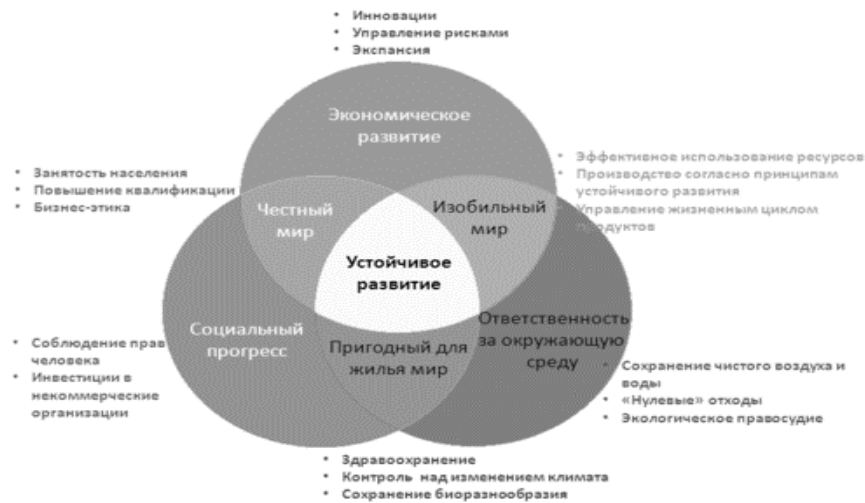 • Инновации
• Управление рисками
• Экспансия
Экономическое
развитие
• Занятость населения
• Повышение квалификации
• Бизнес-этика
• Эффективное использование ресурсов
• Производство согласно принципам
устойчивого развития
• Управление жизненным циклом
продуктов
Честный
мир
Изобильный
мир
Устойчивое
развитие
Социальный
прогресс
Пригодный для
жилья мир
Ответственность
за окружающую
среду
• Соблюдение прав
человека
• Инвестиции в
некоммерческие
организации
• Сохранение чистого воздуха и
воды
• «Нулевые» отходы
• Экологическое правосудие
• Здравоохранение
• Контроль над изменением климата
• Сохранение биоразнообразия